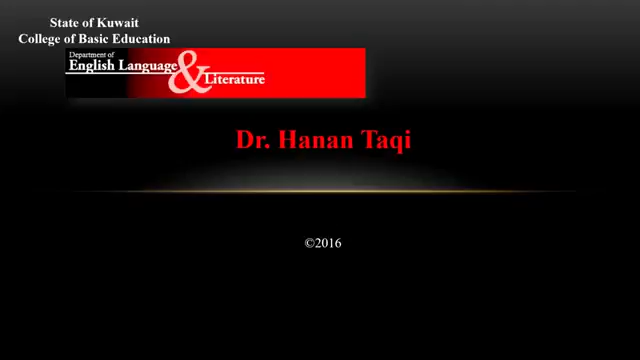 State of Kuwait
College of Basic Education
Department of
English Language
&
Literature
Dr. Hanan Taqi
©2016